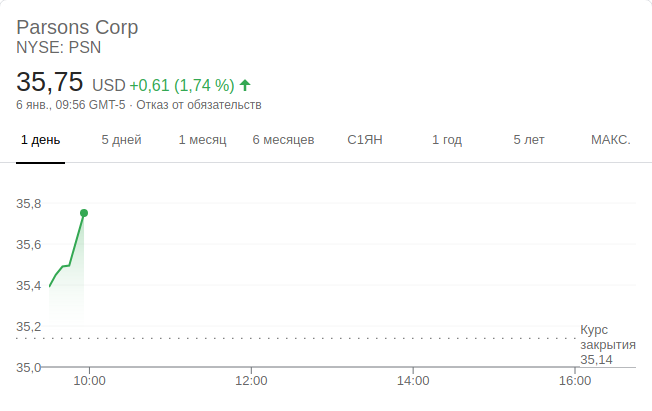 Parsons Corp
NYSE: PSN
35,75 USD +0,61 (1,74 %)
6 янв., 09:56 GMT-5 · Отказ от обязательств
1 день 5 дней 1 месяц 6 месяцев С1ЯН 1 год 5 лет МАКС.
35,8
35,6
35,4
35,2
Курс
закрытия
35,14
35,0
10:00 12:00 14:00 16:00